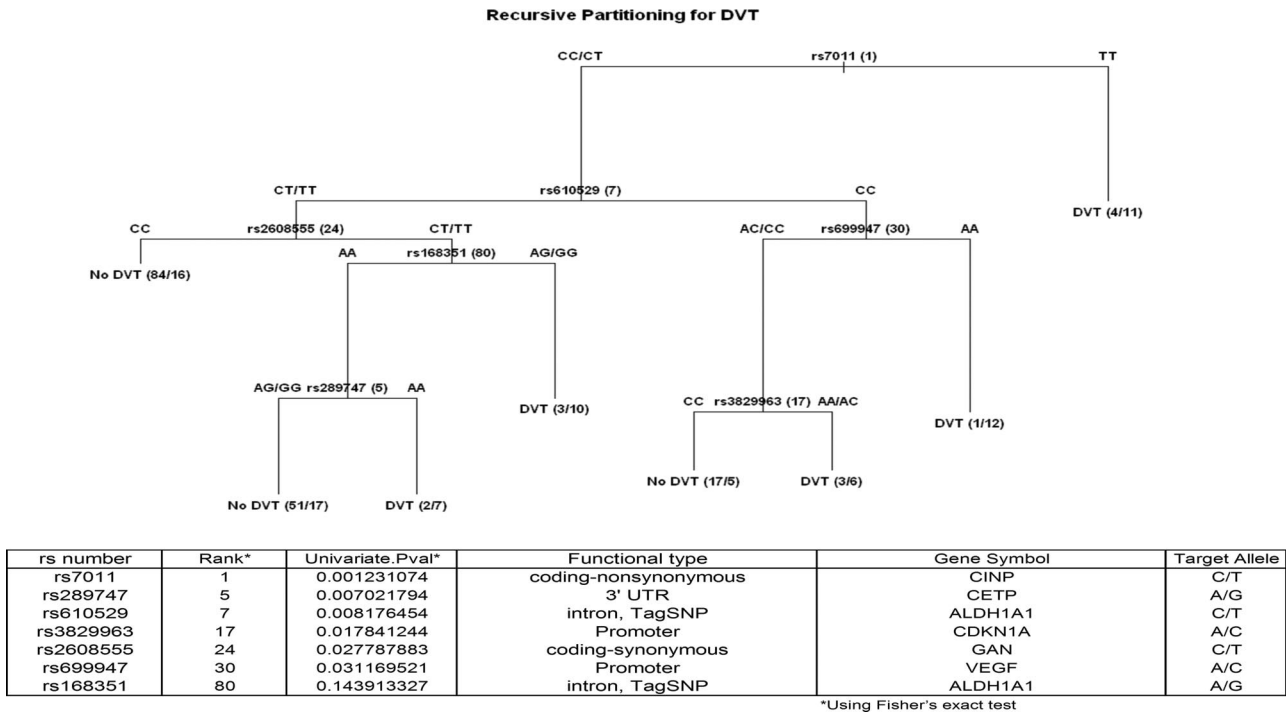 Recursive Partitioning for DVT
CC/CT rs7011 (1) TT
CT/TT rs610529 (7) CC
DVT (4/11)
CC rs2608555 (24) CT/TT AC/CC rs699947 (30) AA
AA rs168351 (80) AG/GG
No DVT (84/16)
AG/GG rs289747 (5) AA
CC rs3829963 (17) AA/AC
DVT (3/10)
DVT (1/12)
No DVT (17/5) DVT (3/6)
No DVT (51/17) DVT (2/7)
rs number Rank* Univariate.Pval* Functional type Gene Symbol Target Allele
rs7011 1 0.001231074 coding-nonsynonymous CINP C/T
rs289747 5 0.007021794 3' UTR CETP A/G
rs610529 7 0.008176454 intron, TagSNP ALDH1A1 C/T
rs3829963 17 0.017841244 Promoter CDKN1A A/C
rs2608555 24 0.027787883 coding-synonymous GAN C/T
rs699947 30 0.031169521 Promoter VEGF A/C
rs168351 80 0.143913327 intron, TagSNP ALDH1A1 A/G
*Using Fisher's exact test